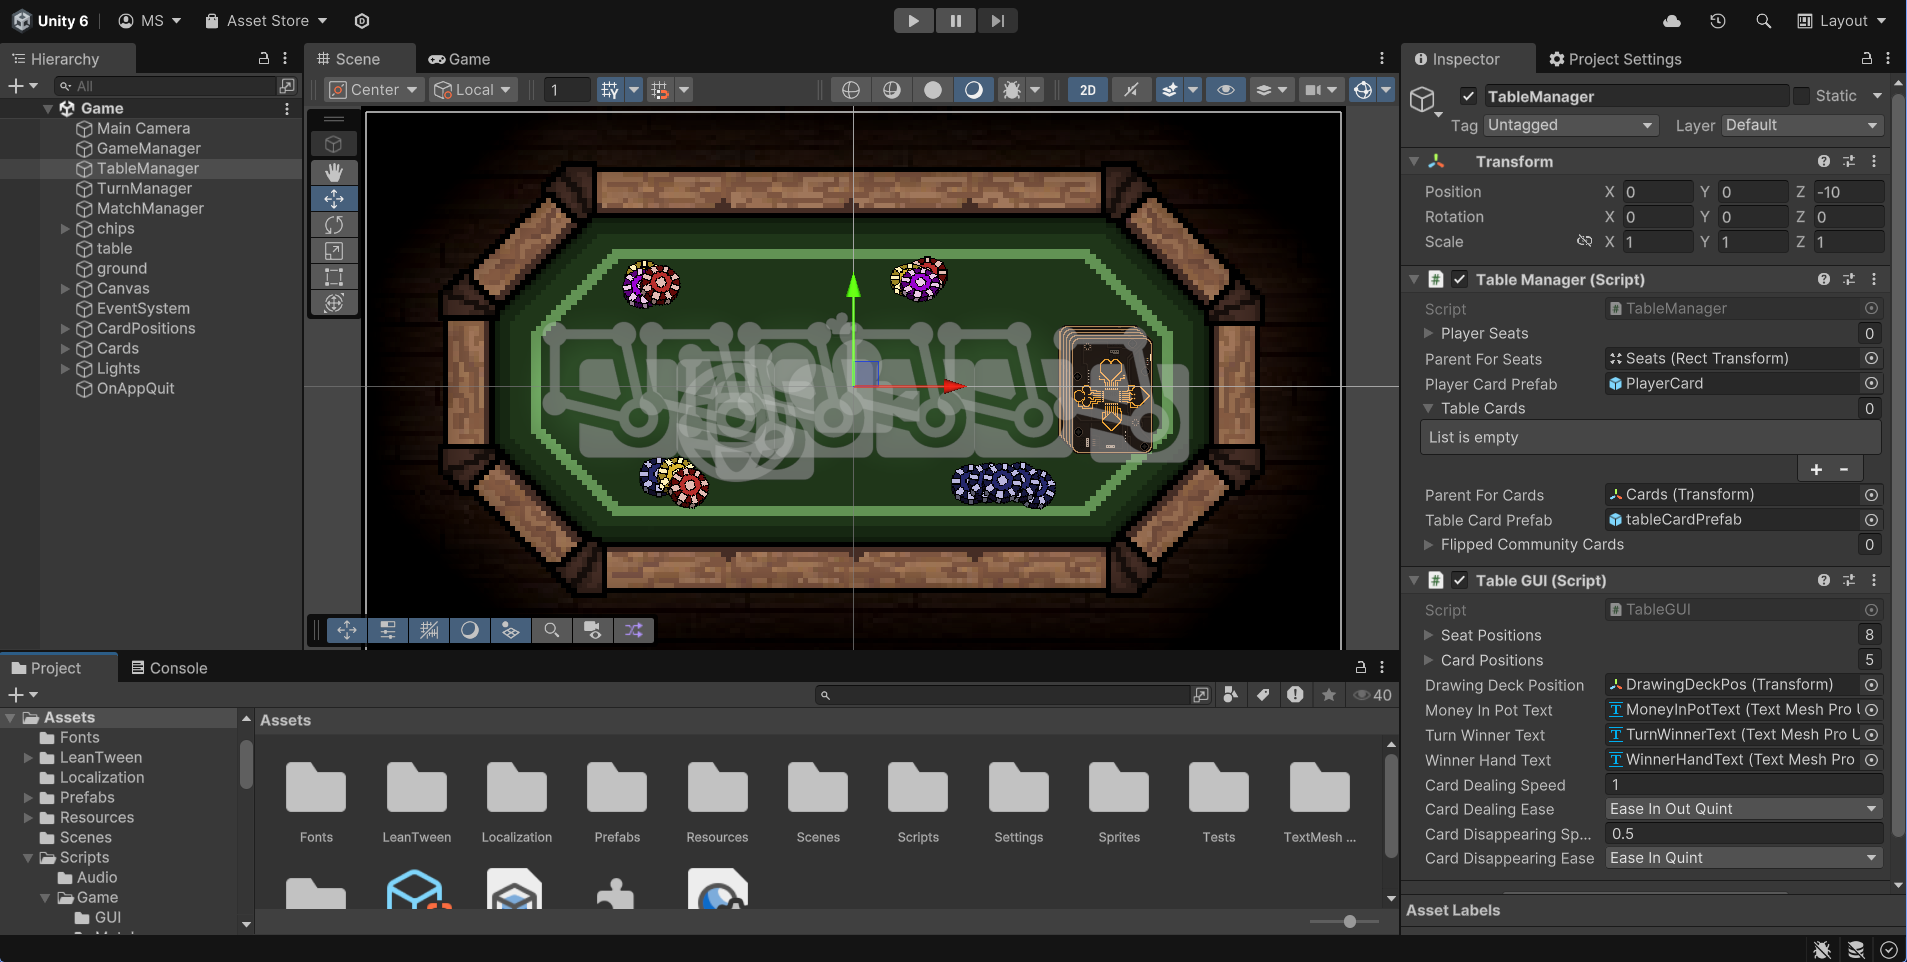 Unity 6
MS
Asset Store
Layout
Hierarchy
All
Game
Main Camera
GameManager
TableManager
TurnManager
MatchManager
chips
table
ground
Canvas
EventSystem
CardPositions
Cards
Lights
OnAppQuit
Scene
Game
Center
Local
1
2D
Inspector
Project Settings
TableManager
Static
Tag
Untagged
Layer
Default
Transform
Position X 0 Y 0 Z -10
Rotation X 0 Y 0 Z 0
Scale X 1 Y 1 Z 1
Table Manager (Script)
Script TableManager
Player Seats 0
Parent For Seats Seats (Rect Transform)
Player Card Prefab PlayerCard
Table Cards 0
List is empty
+ -
Parent For Cards Cards (Transform)
Table Card Prefab tableCardPrefab
Flipped Community Cards 0
Table GUI (Script)
Script TableGUI
Seat Positions 8
Card Positions 5
Drawing Deck Position DrawingDeckPos (Transform)
Money In Pot Text MoneyInPotText (Text Mesh Pro U
Turn Winner Text TurnWinnerText (Text Mesh Pro U
Winner Hand Text WinnerHandText (Text Mesh Pro
Card Dealing Speed 1
Card Dealing Ease Ease In Out Quint
Card Disappearing Sp... 0.5
Card Disappearing Ease Ease In Quint
Asset Labels
Project
Console
40
Assets
Fonts
LeanTween
Localization
Prefabs
Resources
Scenes
Scripts
Audio
Game
GUI
Assets
Fonts
LeanTween
Localization
Prefabs
Resources
Scenes
Scripts
Settings
Sprites
Tests
TextMesh ...